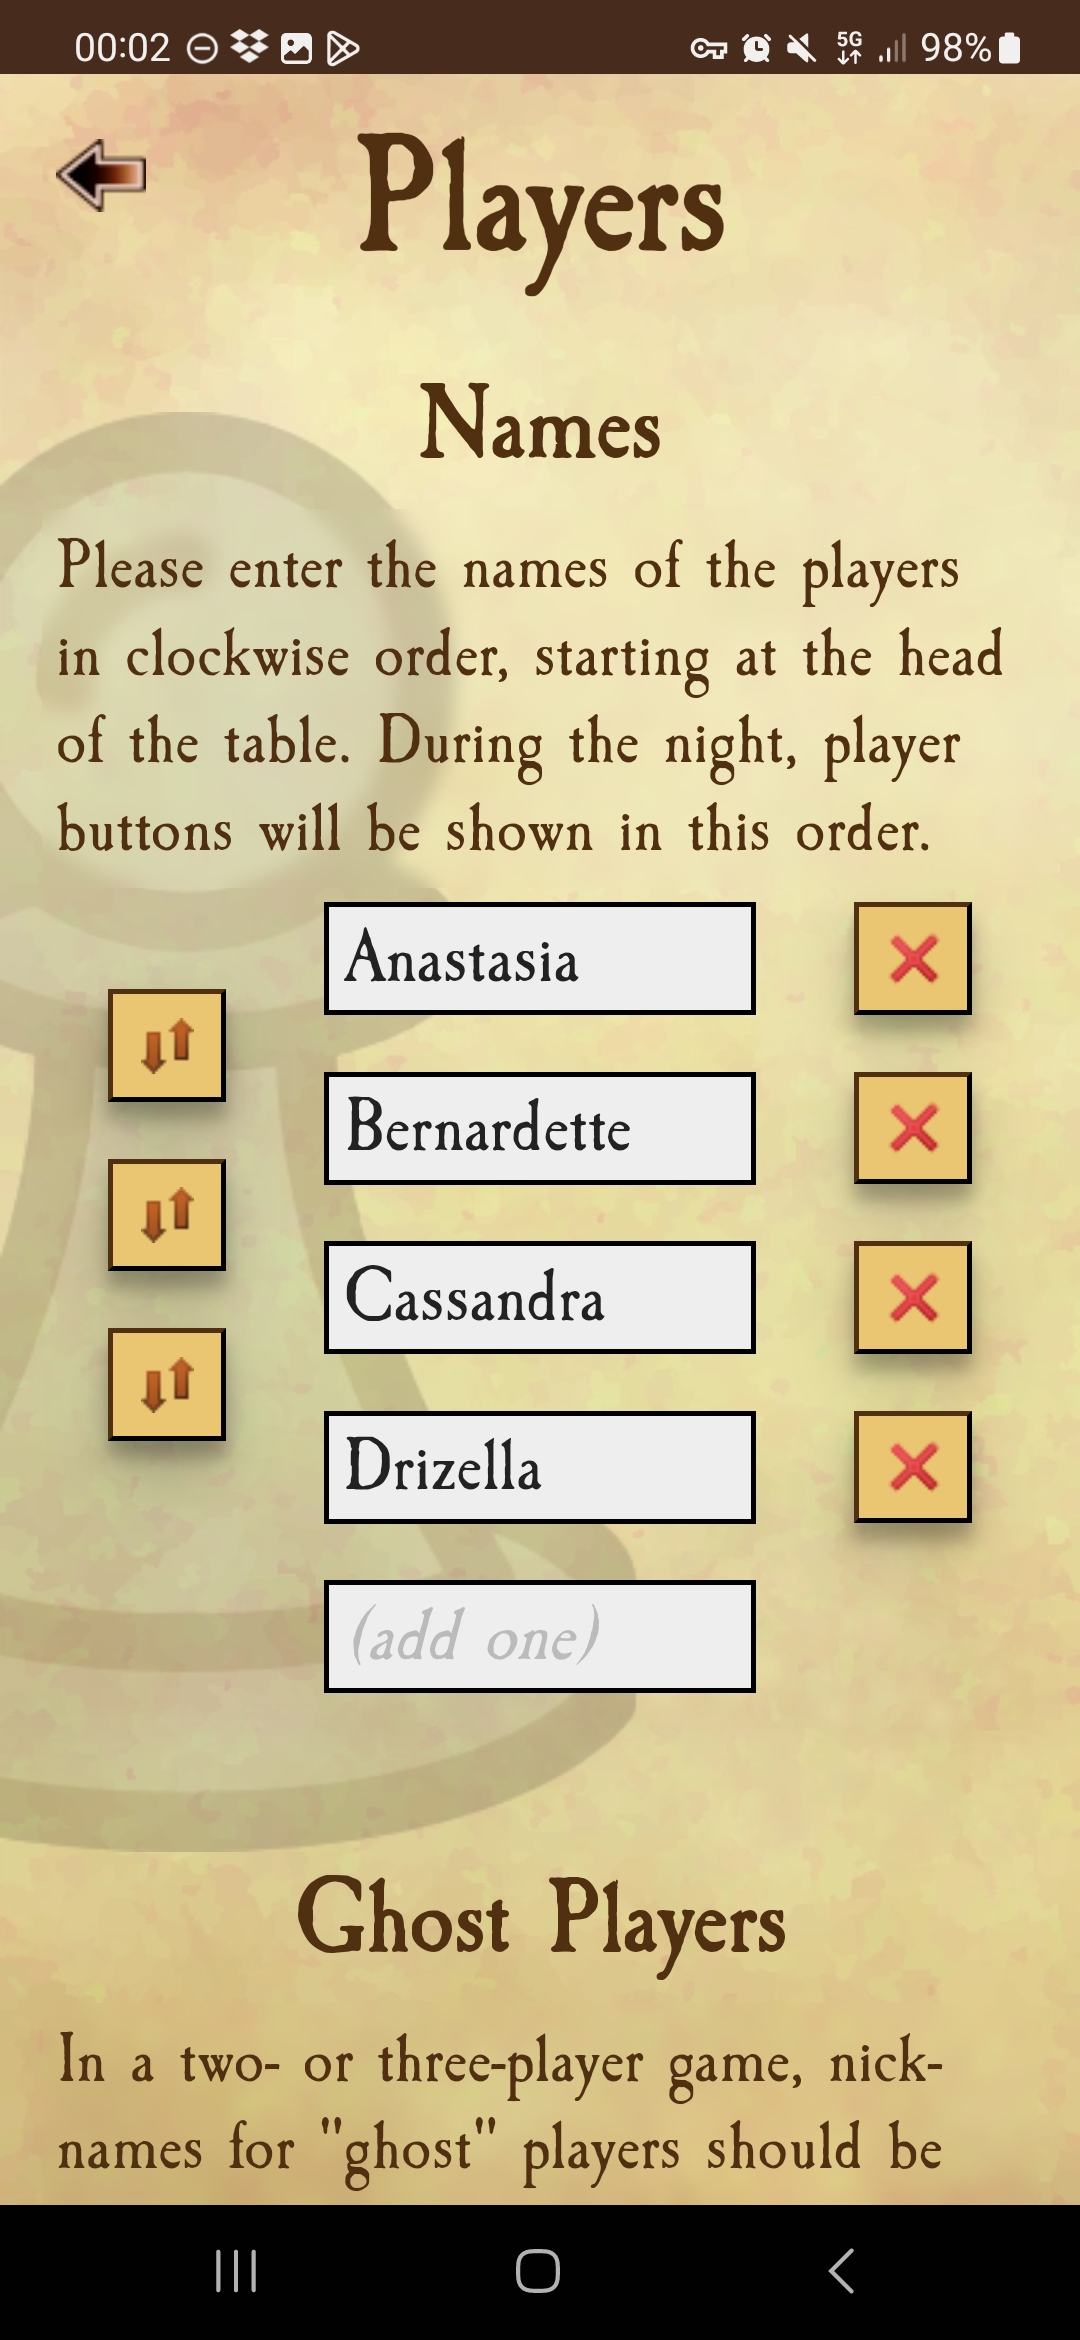 00:02
5G
98%
Players
Names
Please enter the names of the players
in clockwise order, starting at the head
of the table. During the night, player
buttons will be shown in this order.
Anastasia
Bernardette
Cassandra
Drizella
(add one)
Ghost Players
In a two- or three-player game, nick-
names for "ghost" players should be